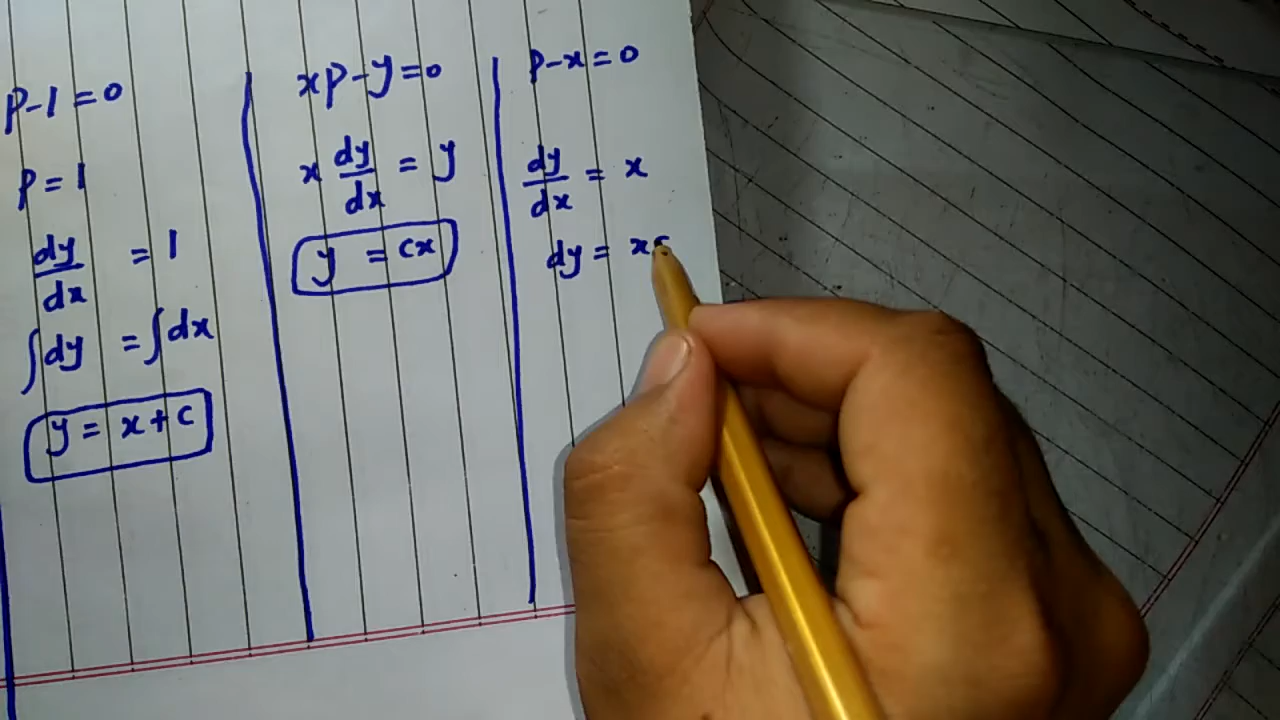 p-1=0
p=1
dy/dx = 1
∫dy = ∫dx
y = x+c
xp-y=0
x dy/dx = y
y = cx
p-x=0
dy/dx = x
dy = x